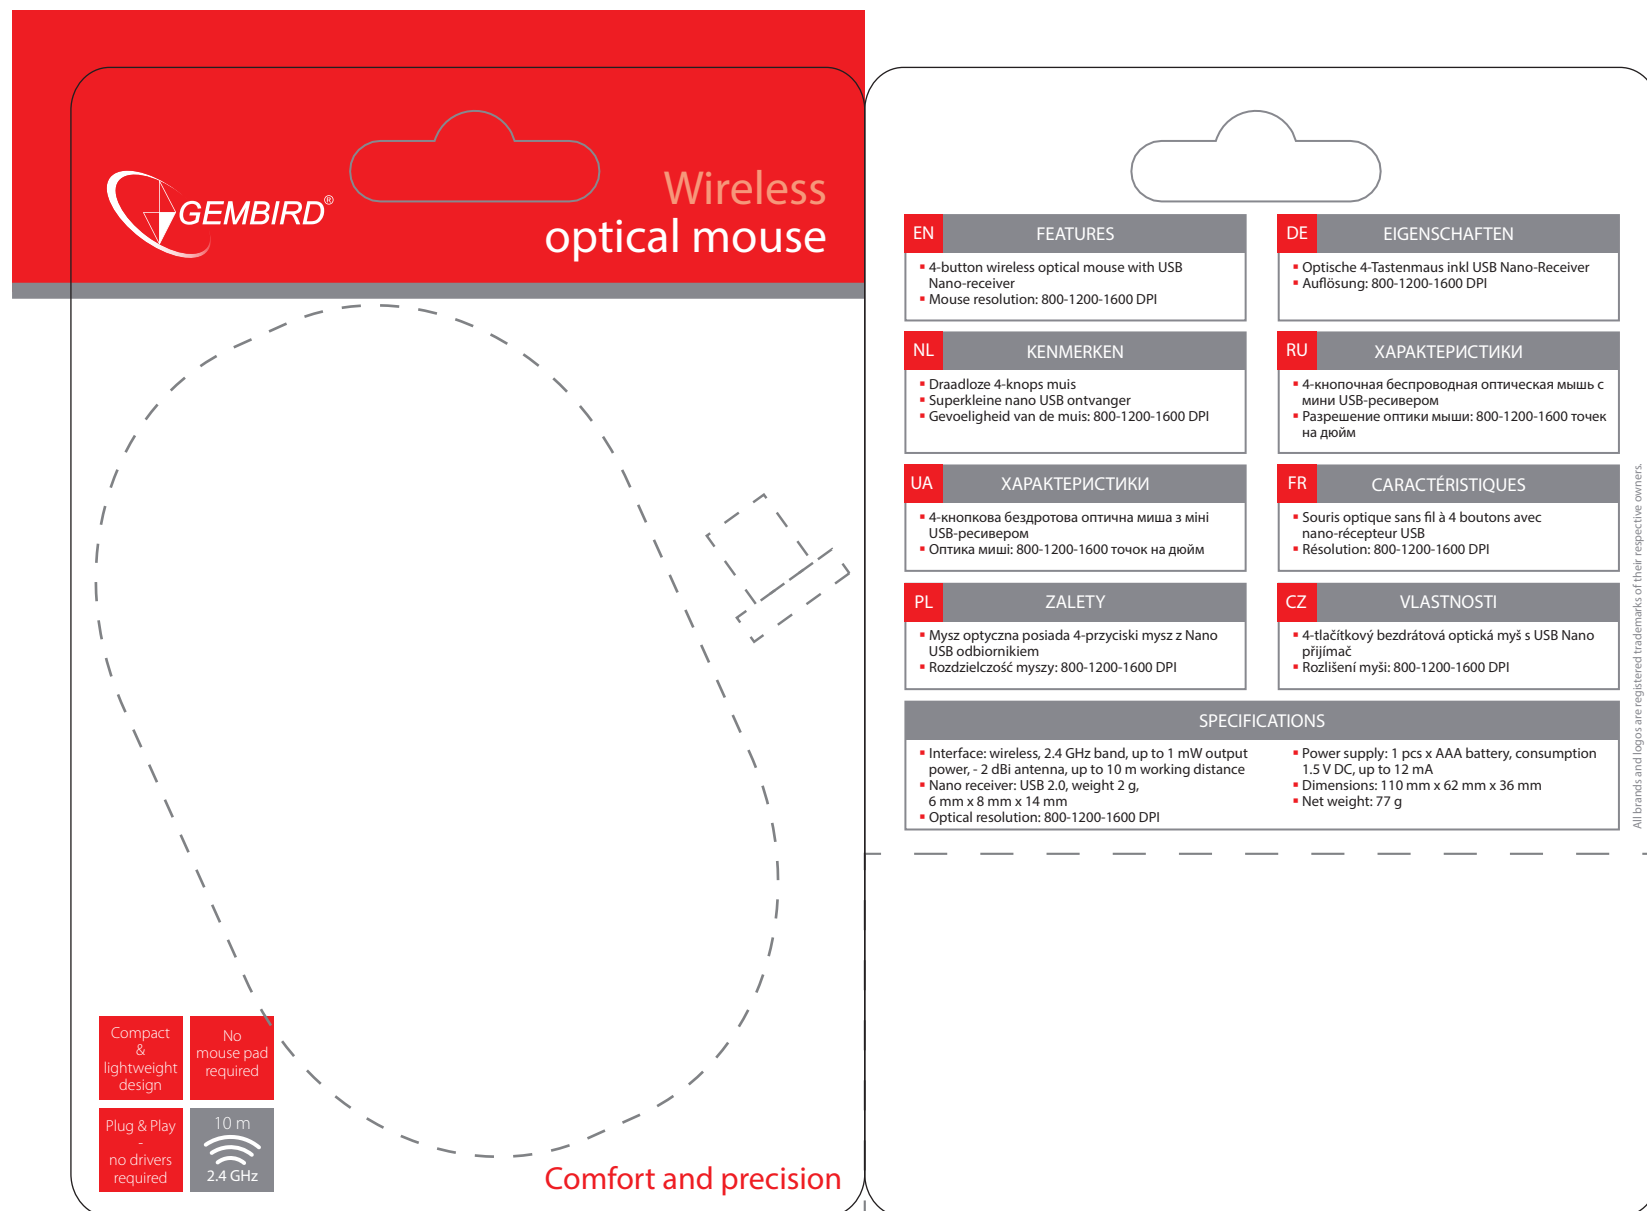 GEMBIRD®
Wireless
optical mouse
Compact
&
lightweight
design
No
mouse pad
required
Plug & Play
-
no drivers
required
10 m
2.4 GHz
Comfort and precision
EN
FEATURES
▪ 4-button wireless optical mouse with USB
Nano-receiver
▪ Mouse resolution: 800-1200-1600 DPI
DE
EIGENSCHAFTEN
▪ Optische 4-Tastenmaus inkl USB Nano-Receiver
▪ Auflösung: 800-1200-1600 DPI
NL
KENMERKEN
▪ Draadloze 4-knops muis
▪ Superkleine nano USB ontvanger
▪ Gevoeligheid van de muis: 800-1200-1600 DPI
RU
ХАРАКТЕРИСТИКИ
▪ 4-кнопочная беспроводная оптическая мышь с
мини USB-ресивером
▪ Разрешение оптики мыши: 800-1200-1600 точек
на дюйм
UA
ХАРАКТЕРИСТИКИ
▪ 4-кнопкова бездротова оптична миша з міні
USB-ресивером
▪ Оптика миші: 800-1200-1600 точок на дюйм
FR
CARACTÉRISTIQUES
▪ Souris optique sans fil à 4 boutons avec
nano-récepteur USB
▪ Résolution: 800-1200-1600 DPI
PL
ZALETY
▪ Mysz optyczna posiada 4-przyciski mysz z Nano
USB odbiornikiem
▪ Rozdzielczość myszy: 800-1200-1600 DPI
CZ
VLASTNOSTI
▪ 4-tlačítkový bezdrátová optická myš s USB Nano
přijímač
▪ Rozlišení myši: 800-1200-1600 DPI
SPECIFICATIONS
▪ Interface: wireless, 2.4 GHz band, up to 1 mW output
power, - 2 dBi antenna, up to 10 m working distance
▪ Nano receiver: USB 2.0, weight 2 g,
6 mm x 8 mm x 14 mm
▪ Optical resolution: 800-1200-1600 DPI
▪ Power supply: 1 pcs x AAA battery, consumption
1.5 V DC, up to 12 mA
▪ Dimensions: 110 mm x 62 mm x 36 mm
▪ Net weight: 77 g
All brands and logos are registered trademarks of their respective owners.